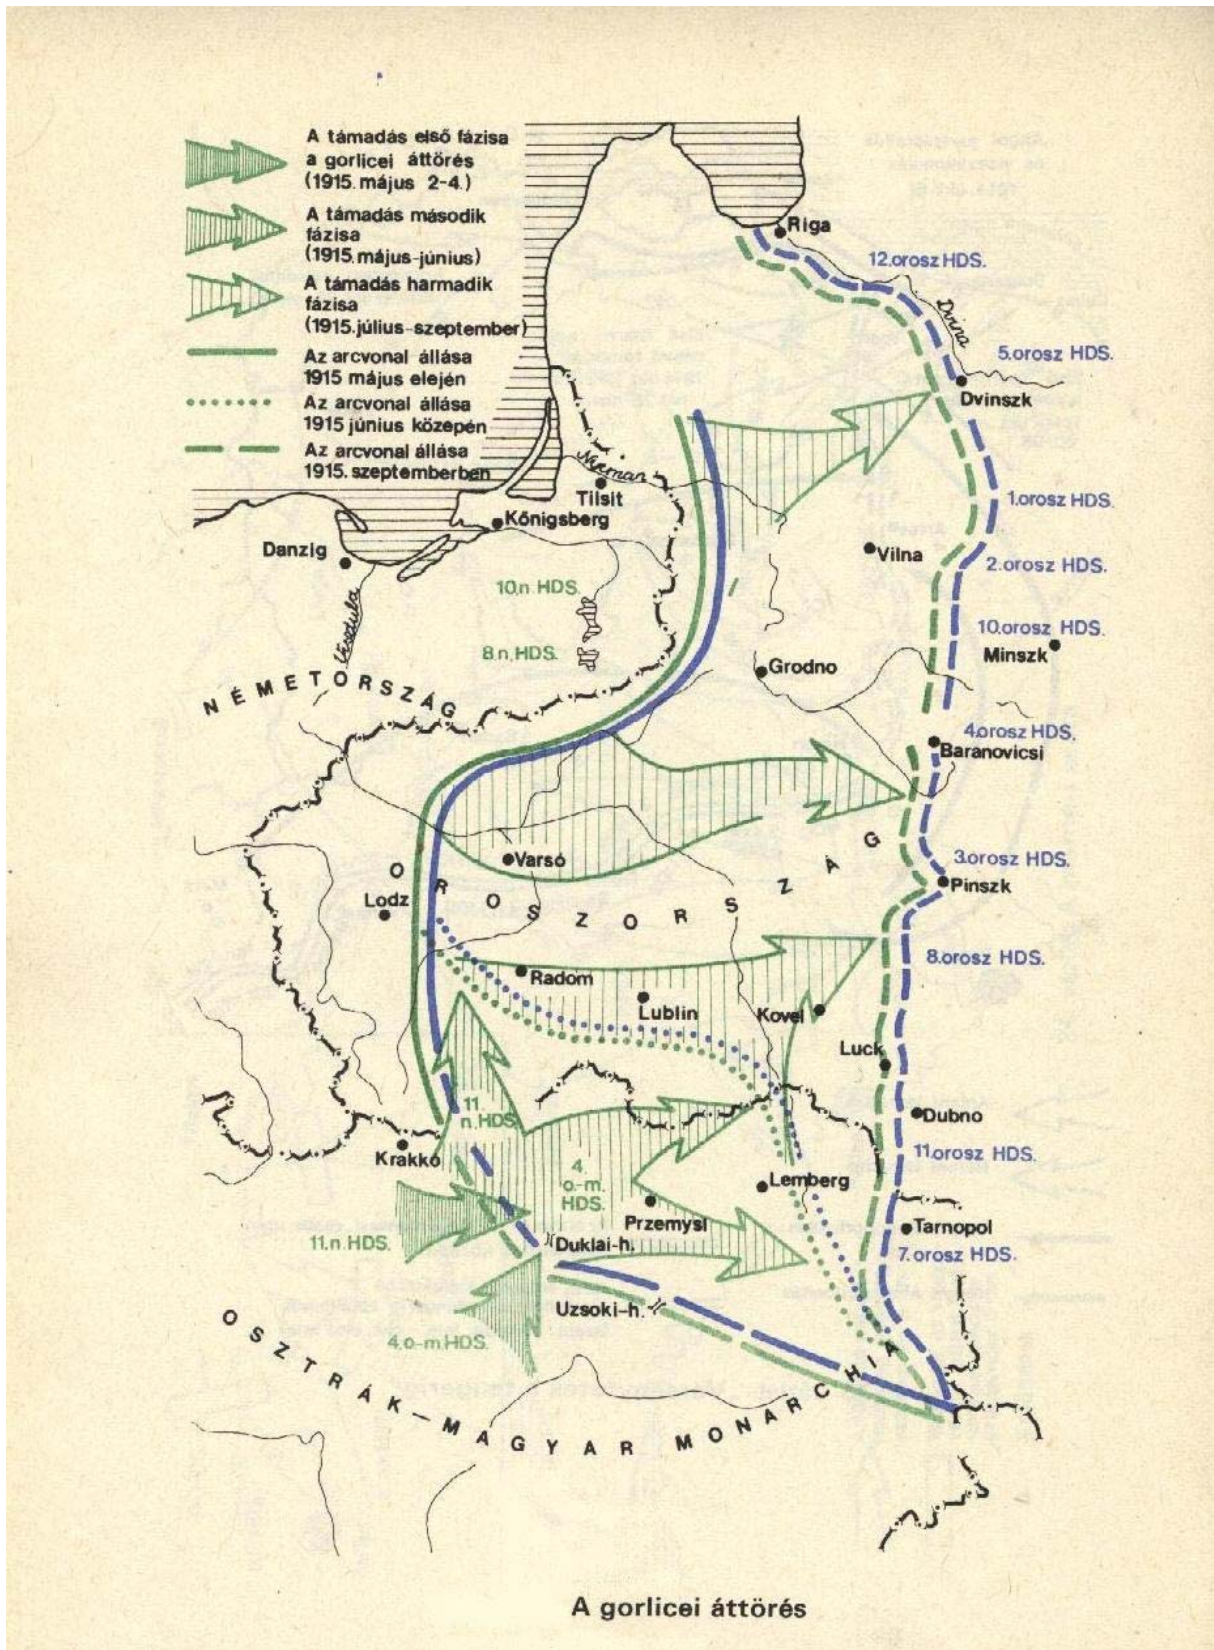 A támadás első fázisa
a gorlicei áttörés
(1915. május 2-4.)
A támadás második
fázisa
(1915. május-június)
A támadás harmadik
fázisa
(1915. július-szeptember)
Az arcvonal állása
1915 május elején
Az arcvonal állása
1915 június közepén
Az arcvonal állása
1915. szeptemberben
Riga
12.orosz HDS.
Dvina
5.orosz HDS.
Dvinszk
Nyeman
Tilsit
Kőnigsberg
1.orosz HDS.
Danzig
Vilna
2.orosz HDS.
10.n. HDS.
Visztula
8.n. HDS.
10.orosz HDS.
Minszk
Grodno
NÉMETORSZÁG
4.orosz HDS.
Baranovicsi
Varsó
3.orosz HDS.
Pinszk
OROSZORSZÁG
Lodz
8.orosz HDS.
Radom
Lublin
Kovel
Luck
11
n.HDS
Dubno
Krakkó
11.orosz HDS.
4.
o.-m.
HDS.
Lemberg
Przemysl
Tarnopol
11.n. HDS.
Duklai-h.
7.orosz HDS.
Uzsoki-h.
4.o-m.HDS.
OSZTRÁK-MAGYAR MONARCHIA
A gorlicei áttörés